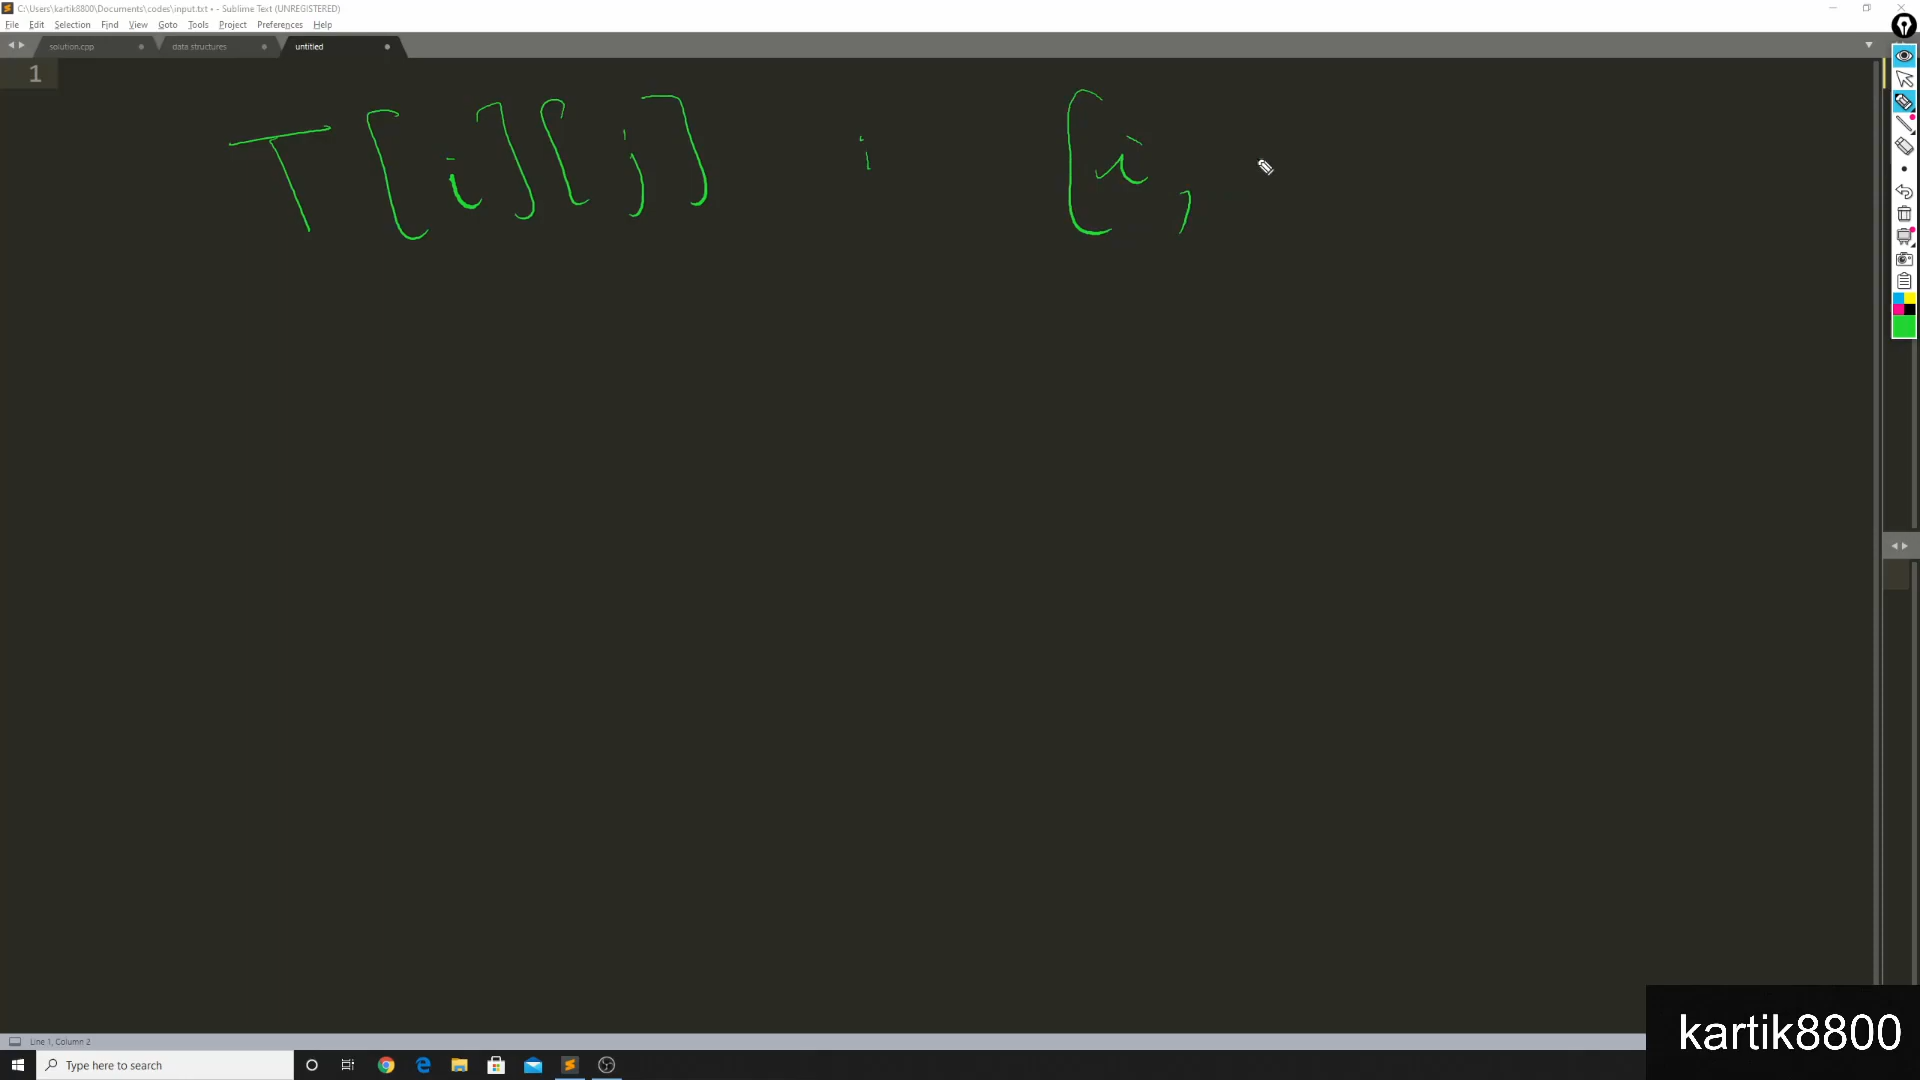 C:\Users\kartik8800\Documents\codes\input.txt • - Sublime Text (UNREGISTERED)
File Edit Selection Find View Goto Tools Project Preferences Help
solution.cpp data structures untitled
1
T[i][j] i [i,
Line 1, Column 2
kartik8800
Type here to search